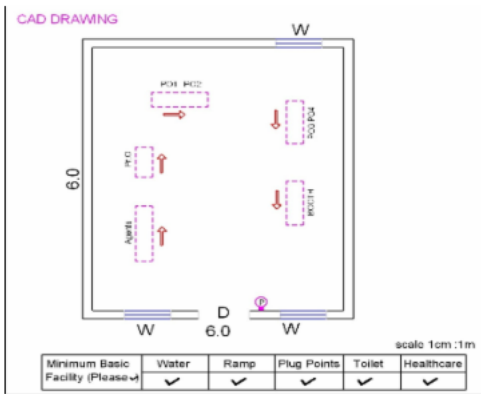 CAD DRAWING
W
PO1 PO2
PO3 PO4
PrO
6.0
Agents
BOOTH
P
D
W
6.0
W
scale 1cm :1m
Minimum Basic Facility (Please✓)
Water
Ramp
Plug Points
Toilet
Healthcare
✓ ✓ ✓ ✓ ✓